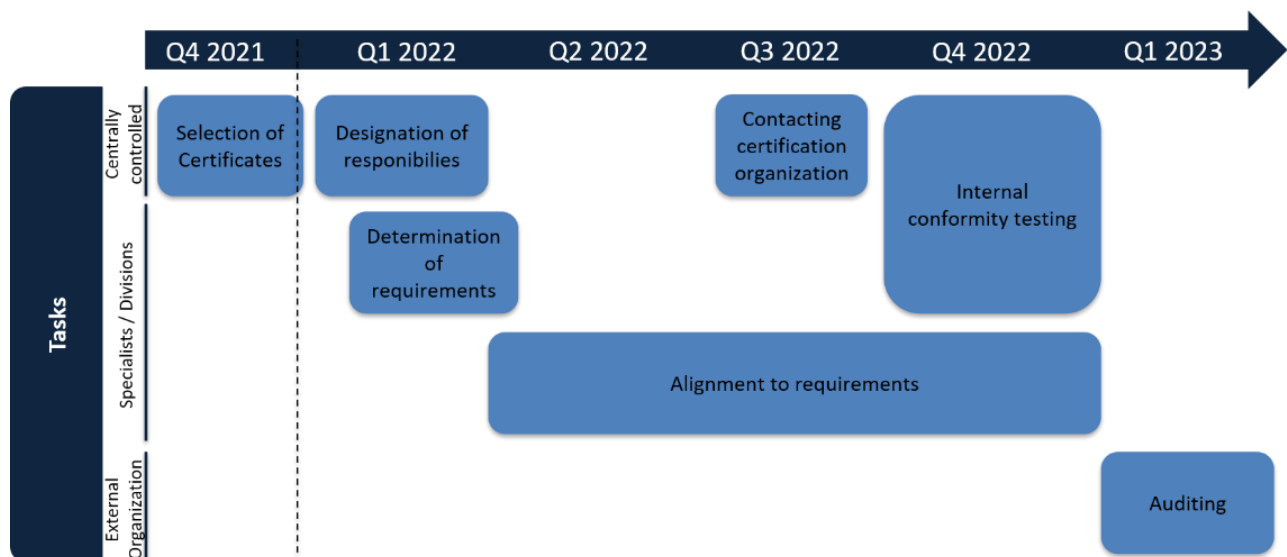 Q4 2021
Q1 2022
Q2 2022
Q3 2022
Q4 2022
Q1 2023
Tasks
Centrally
controlled
Selection of
Certificates
Designation of
responibilies
Contacting
certification
organization
Internal
conformity testing
Specialists / Divisions
Determination
of
requirements
Alignment to requirements
External
Organization
Auditing